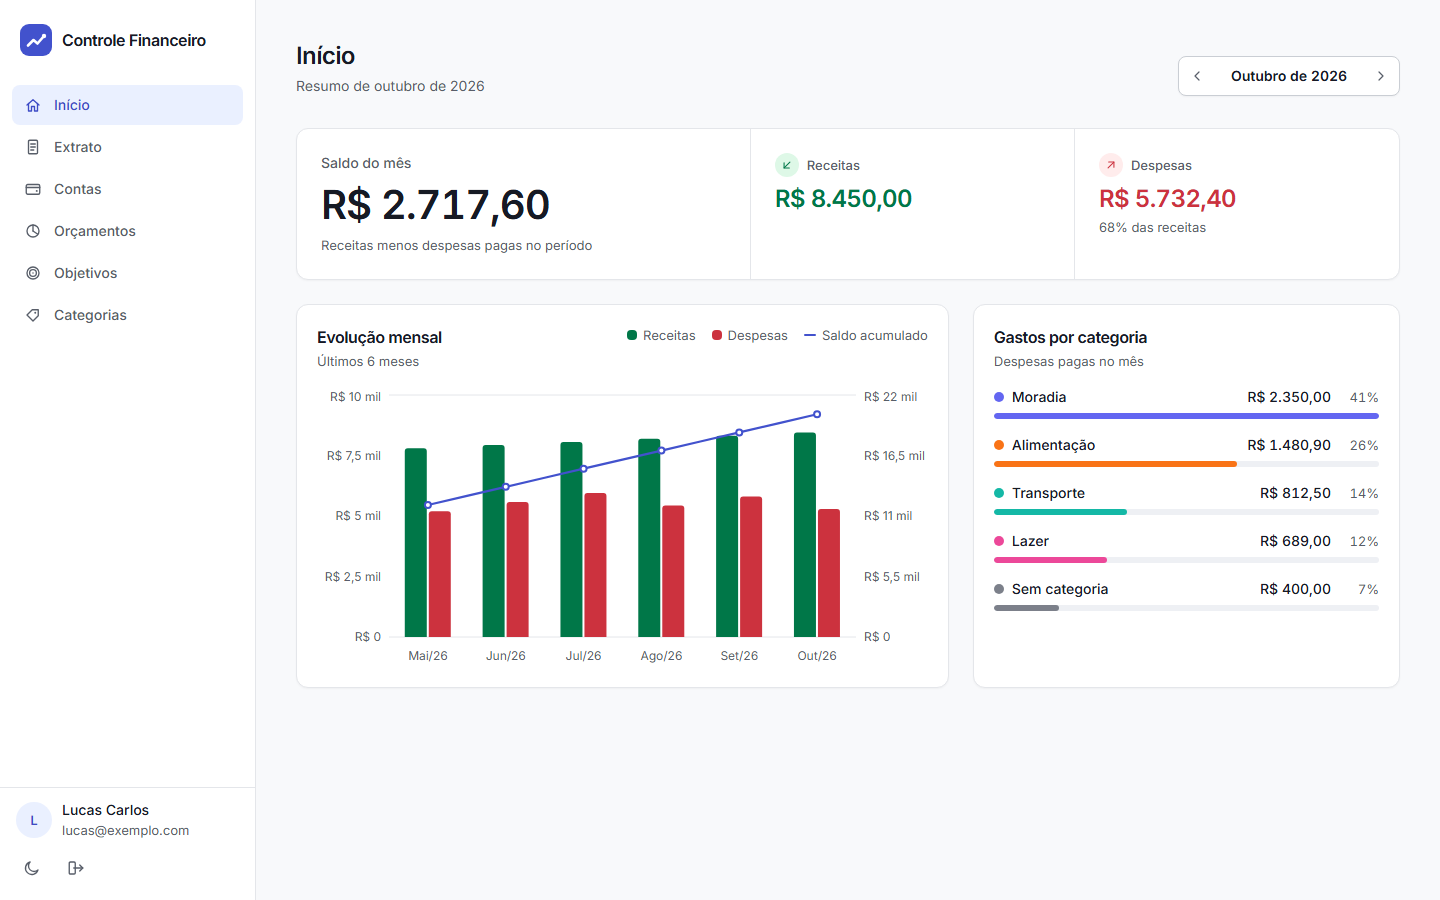 Controle Financeiro
Início
Extrato
Contas
Orçamentos
Objetivos
Categorias
L
Lucas Carlos
lucas@exemplo.com
Início
Resumo de outubro de 2026
Outubro de 2026
Saldo do mês
R$ 2.717,60
Receitas menos despesas pagas no período
Receitas
R$ 8.450,00
Despesas
R$ 5.732,40
68% das receitas
Evolução mensal
Últimos 6 meses
Receitas Despesas Saldo acumulado
R$ 10 mil R$ 22 mil
R$ 7,5 mil R$ 16,5 mil
R$ 5 mil R$ 11 mil
R$ 2,5 mil R$ 5,5 mil
R$ 0 R$ 0
Mai/26 Jun/26 Jul/26 Ago/26 Set/26 Out/26
Gastos por categoria
Despesas pagas no mês
Moradia R$ 2.350,00 41%
Alimentação R$ 1.480,90 26%
Transporte R$ 812,50 14%
Lazer R$ 689,00 12%
Sem categoria R$ 400,00 7%